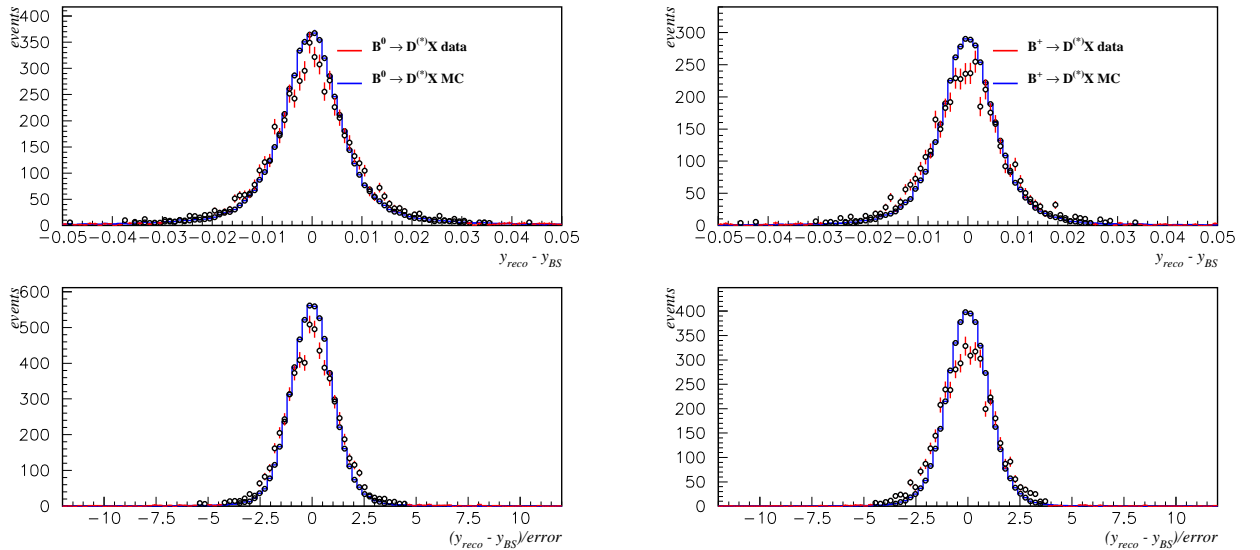 events
400
350
300
250
200
150
100
50
0
B⁰ → D⁽*⁾X data
B⁰ → D⁽*⁾X MC
-0.05 -0.04 -0.03 -0.02 -0.01 0 0.01 0.02 0.03 0.04 0.05
y_reco - y_BS
events
300
250
200
150
100
50
0
B⁺ → D⁽*⁾X data
B⁺ → D⁽*⁾X MC
-0.05 -0.04 -0.03 -0.02 -0.01 0 0.01 0.02 0.03 0.04 0.05
y_reco - y_BS
events
600
500
400
300
200
100
0
-10 -7.5 -5 -2.5 0 2.5 5 7.5 10
(y_reco - y_BS)/error
events
400
350
300
250
200
150
100
50
0
-10 -7.5 -5 -2.5 0 2.5 5 7.5 10
(y_reco - y_BS)/error